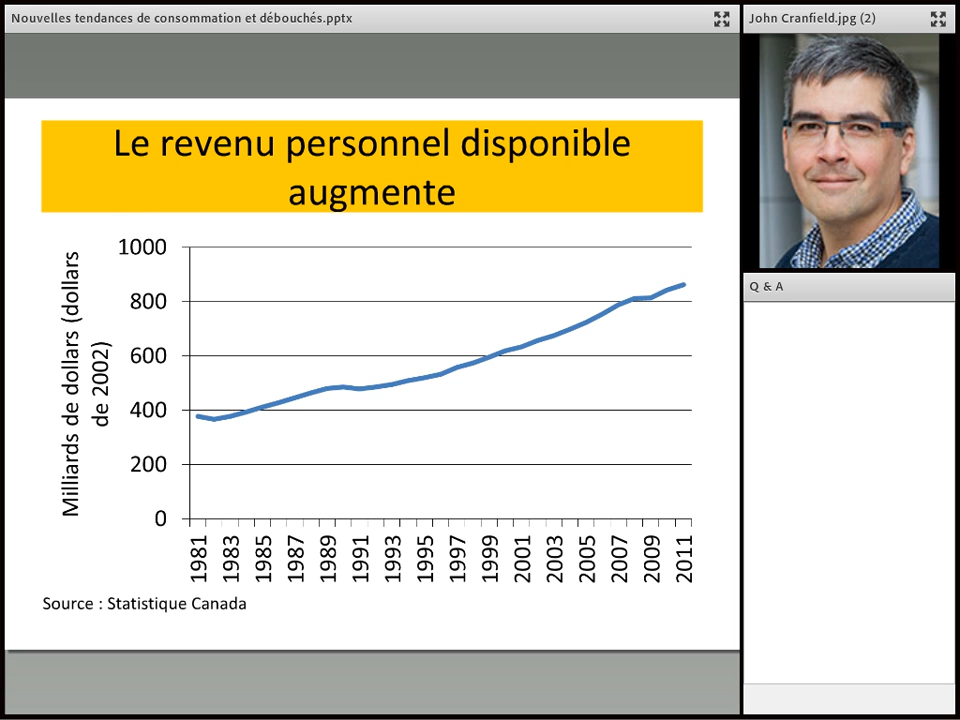 Nouvelles tendances de consommation et débouchés.pptx
John Cranfield.jpg (2)
Le revenu personnel disponible
augmente
Milliards de dollars (dollars
de 2002)
1000
800
600
400
200
0
1981
1983
1985
1987
1989
1991
1993
1995
1997
1999
2001
2003
2005
2007
2009
2011
Source : Statistique Canada
Q & A